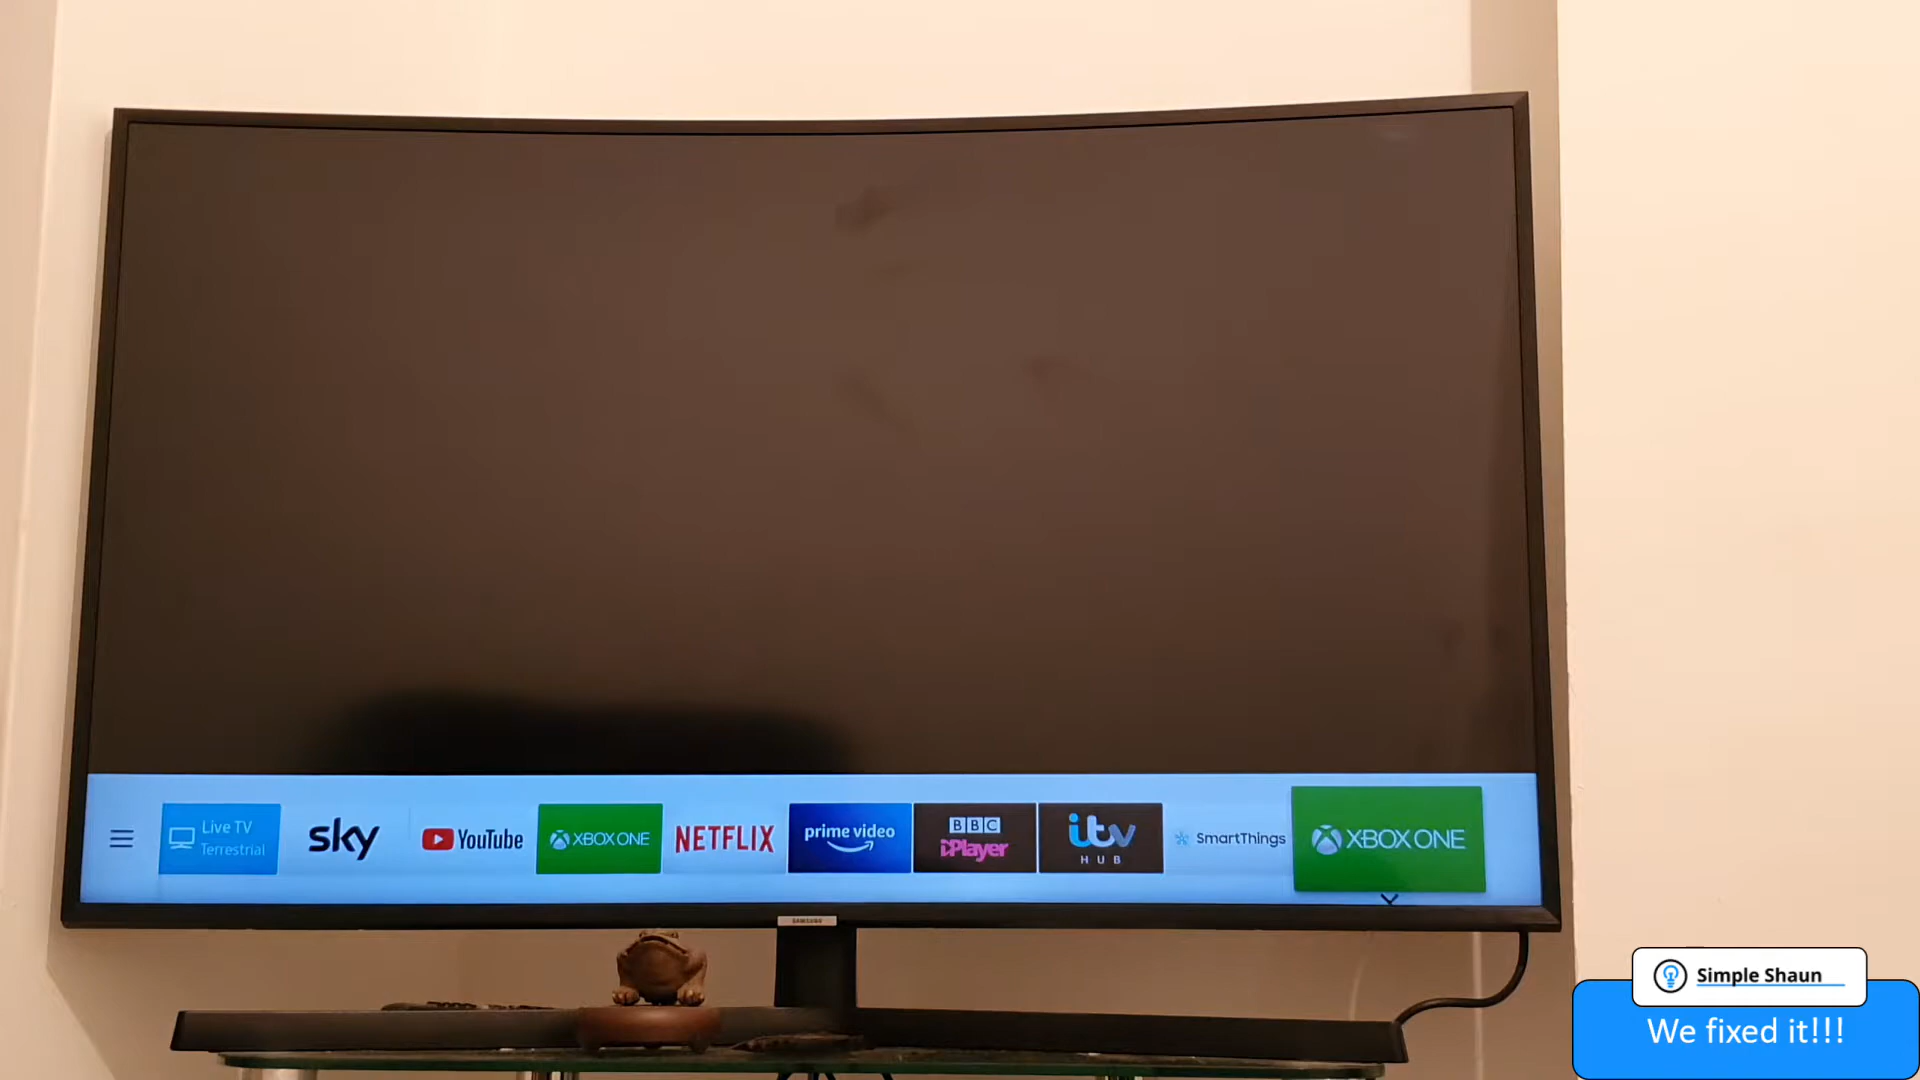 Live TV
Terrestrial
sky
YouTube
XBOX ONE
NETFLIX
prime video
BBC
iPlayer
itv
HUB
SmartThings
XBOX ONE
SAMSUNG
Simple Shaun
We fixed it!!!